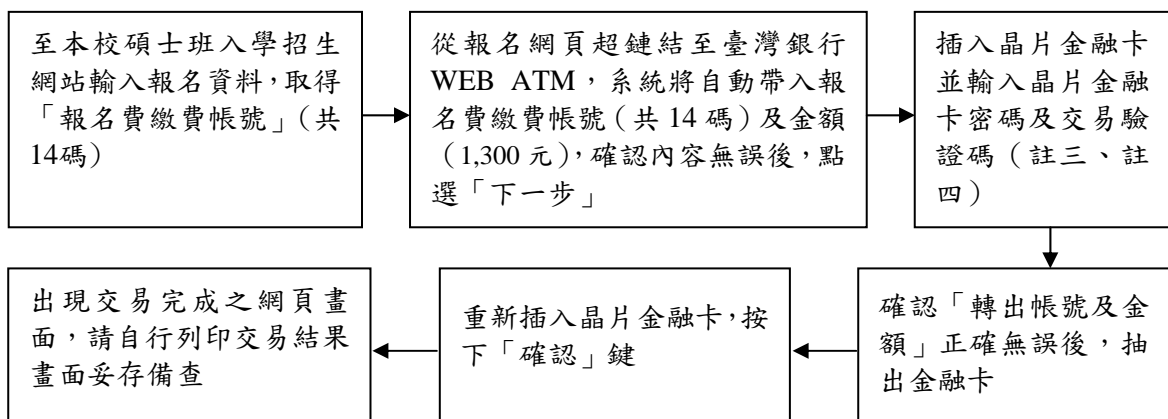 至本校碩士班入學招生
網站輸入報名資料，取得
「報名費繳費帳號」（共
14碼）
從報名網頁超鏈結至臺灣銀行
WEB ATM，系統將自動帶入報
名費繳費帳號（共 14 碼）及金額
（1,300 元），確認內容無誤後，點
選「下一步」
插入晶片金融卡
並輸入晶片金融
卡密碼及交易驗
證碼（註三、註
四）
確認「轉出帳號及金
額」正確無誤後，抽
出金融卡
重新插入晶片金融卡，按
下「確認」鍵
出現交易完成之網頁畫
面，請自行列印交易結果
畫面妥存備查